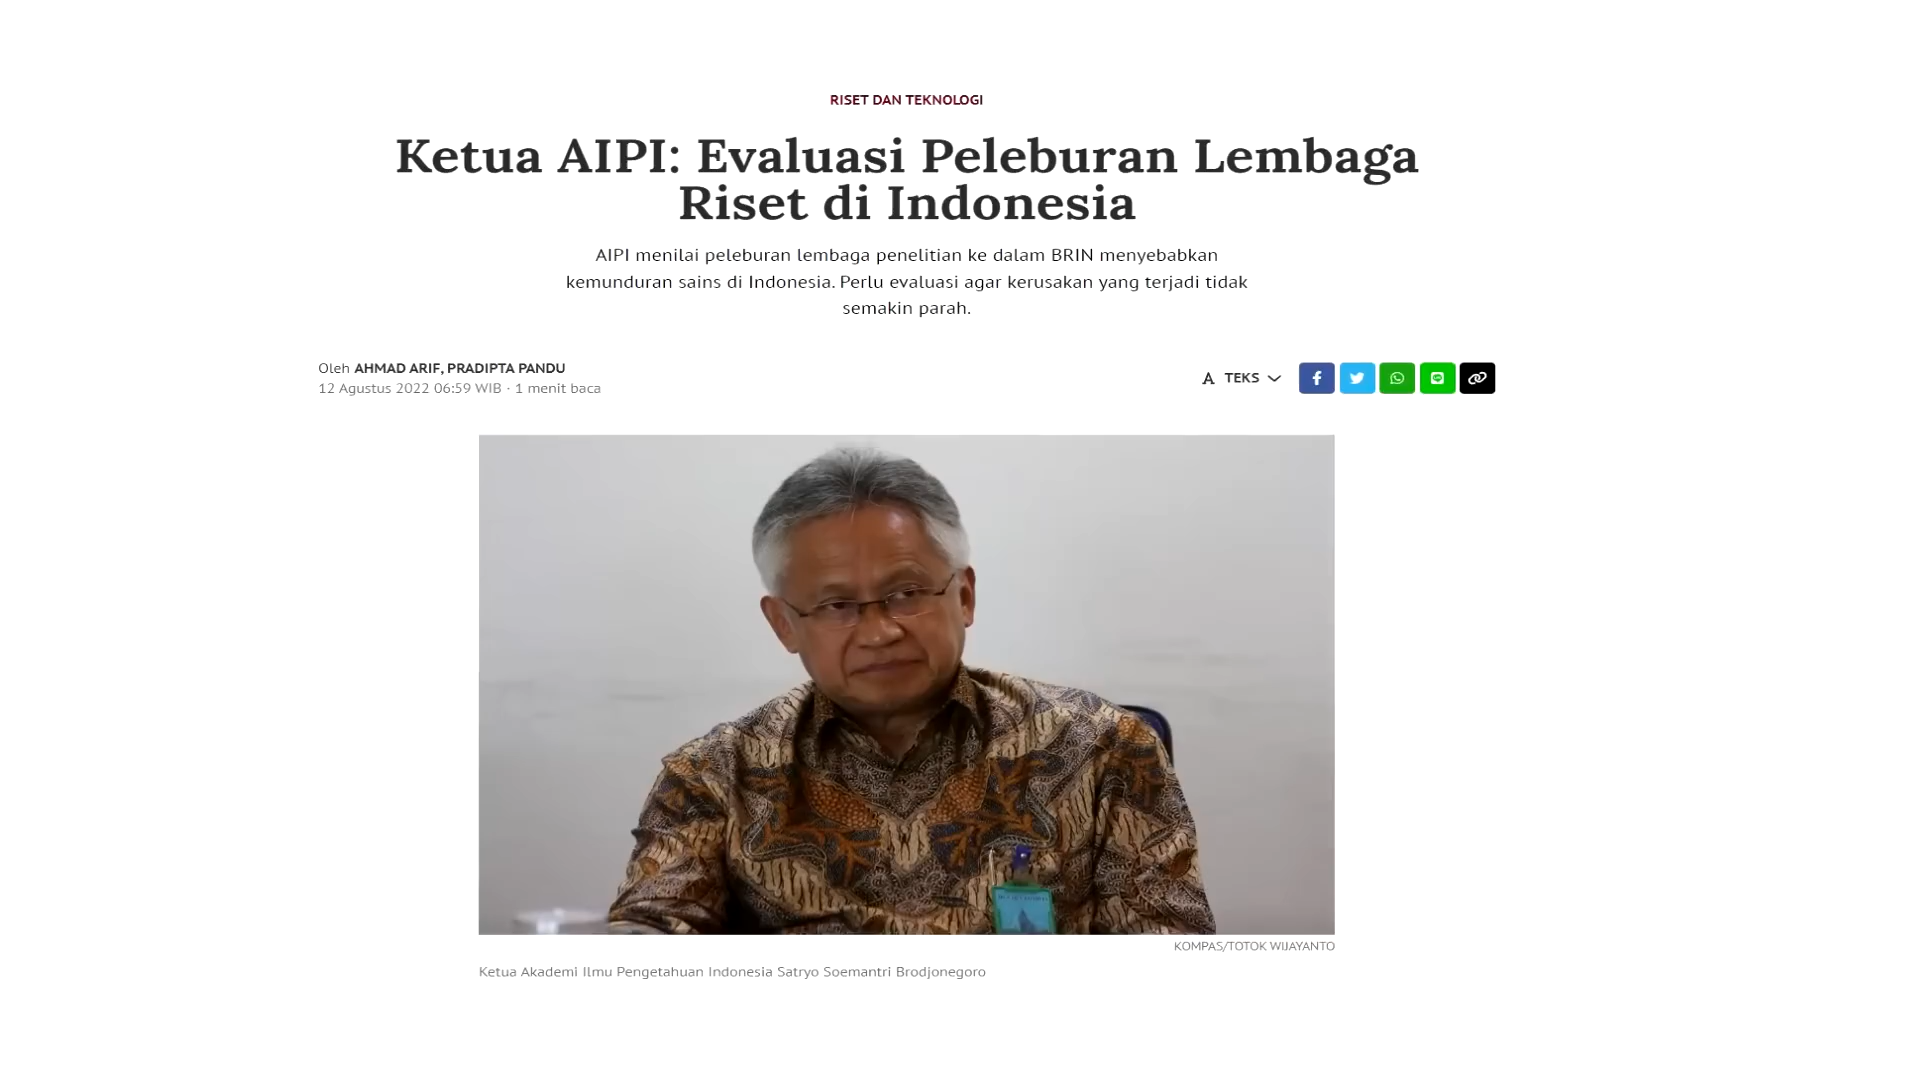 RISET DAN TEKNOLOGI
Ketua AIPI: Evaluasi Peleburan Lembaga
Riset di Indonesia
AIPI menilai peleburan lembaga penelitian ke dalam BRIN menyebabkan
kemunduran sains di Indonesia. Perlu evaluasi agar kerusakan yang terjadi tidak
semakin parah.
Oleh AHMAD ARIF, PRADIPTA PANDU
12 Agustus 2022 06:59 WIB · 1 menit baca
A TEKS
KOMPAS/TOTOK WIJAYANTO
Ketua Akademi Ilmu Pengetahuan Indonesia Satryo Soemantri Brodjonegoro